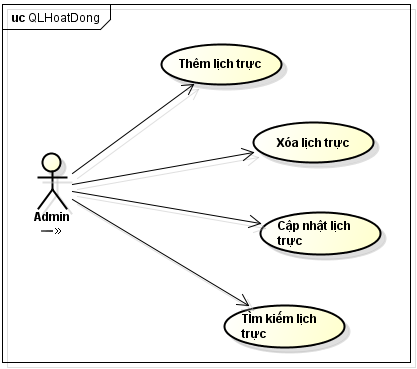 uc QLHoatDong
Thêm lịch trực
Xóa lịch trực
Admin
Cập nhật lịch
trực
Tìm kiếm lịch
trực